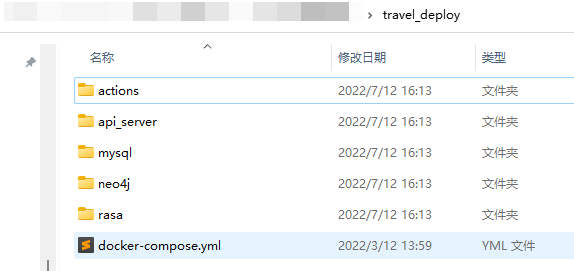 travel_deploy
名称 修改日期 类型
actions 2022/7/12 16:13 文件夹
api_server 2022/7/12 16:13 文件夹
mysql 2022/7/12 16:13 文件夹
neo4j 2022/7/12 16:13 文件夹
rasa 2022/7/12 16:13 文件夹
docker-compose.yml 2022/3/12 13:59 YML 文件